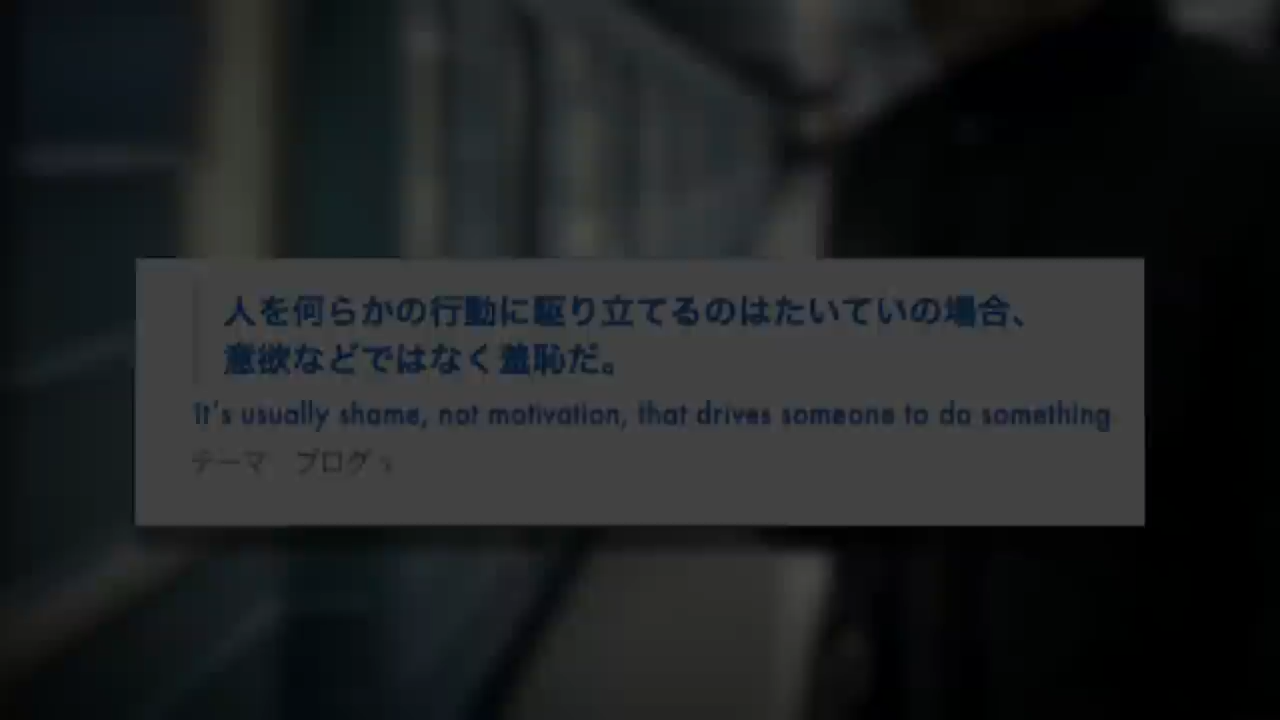 人を何らかの行動に駆り立てるのはたいていの場合、
意欲などではなく羞恥だ。
It's usually shame, not motivation, that drives someone to do something
テーマ　ブログ